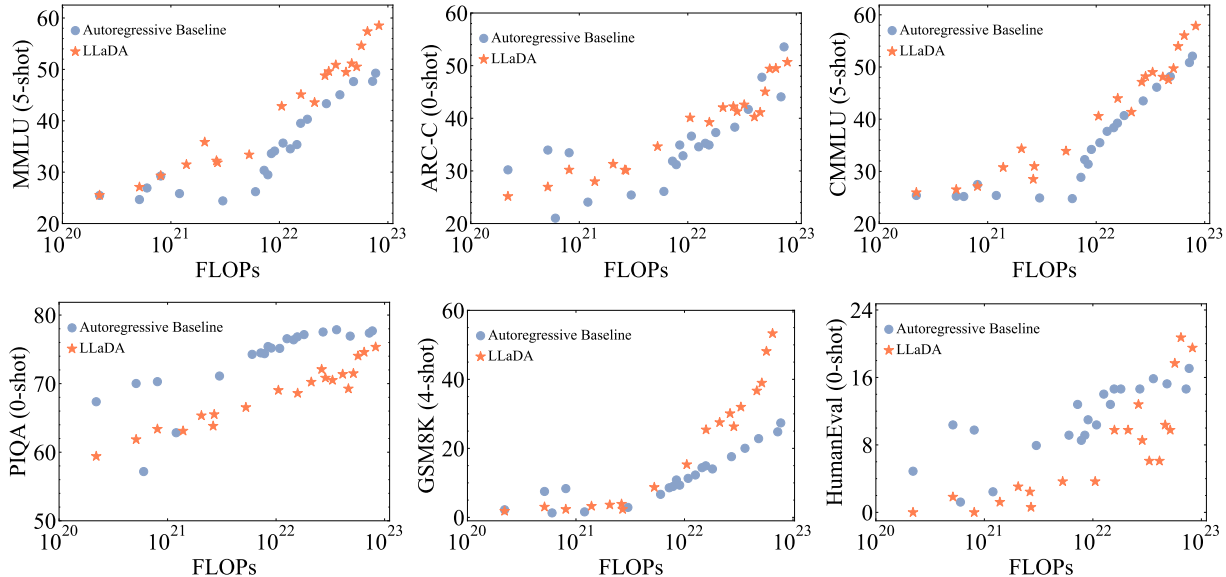 60
50
40
30
20
MMLU (5-shot)
Autoregressive Baseline
LLaDA
10^20
10^21
10^22
10^23
FLOPs
60
50
40
30
20
ARC-C (0-shot)
Autoregressive Baseline
LLaDA
10^20
10^21
10^22
10^23
FLOPs
60
50
40
30
20
CMMLU (5-shot)
Autoregressive Baseline
LLaDA
10^20
10^21
10^22
10^23
FLOPs
80
70
60
50
PIQA (0-shot)
Autoregressive Baseline
LLaDA
10^20
10^21
10^22
10^23
FLOPs
60
40
20
0
GSM8K (4-shot)
Autoregressive Baseline
LLaDA
10^20
10^21
10^22
10^23
FLOPs
24
16
8
0
HumanEval (0-shot)
Autoregressive Baseline
LLaDA
10^20
10^21
10^22
10^23
FLOPs